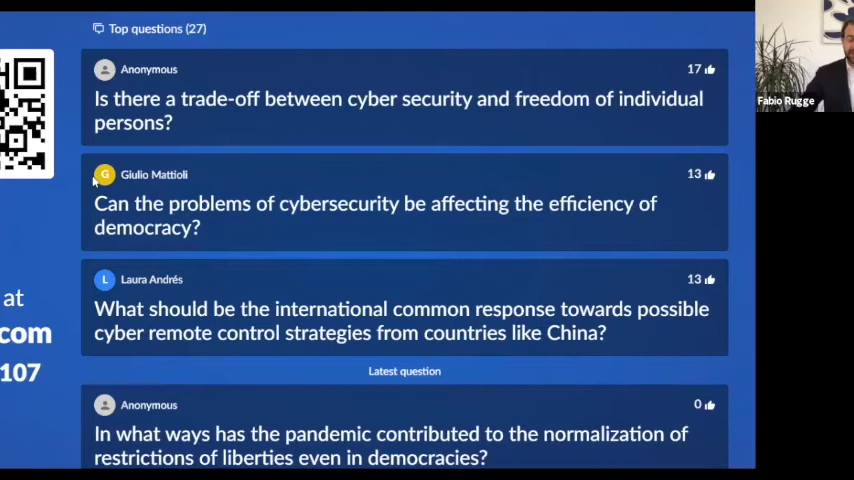 Top questions (27)
Anonymous
17
Is there a trade-off between cyber security and freedom of individual
persons?
Fabio Rugge
G
Giulio Mattioli
13
Can the problems of cybersecurity be affecting the efficiency of
democracy?
L
Laura Andrés
13
What should be the international common response towards possible
cyber remote control strategies from countries like China?
at
com
107
Latest question
Anonymous
0
In what ways has the pandemic contributed to the normalization of
restrictions of liberties even in democracies?